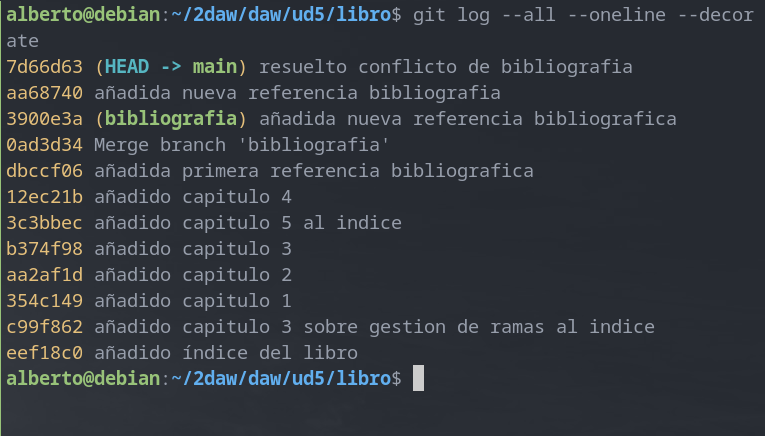 alberto@debian:~/2daw/daw/ud5/libro$ git log --all --oneline --decor
ate
7d66d63 (HEAD -> main) resuelto conflicto de bibliografia
aa68740 añadida nueva referencia bibliografia
3900e3a (bibliografia) añadida nueva referencia bibliografica
0ad3d34 Merge branch 'bibliografia'
dbccf06 añadida primera referencia bibliografica
12ec21b añadido capitulo 4
3c3bbec añadido capitulo 5 al indice
b374f98 añadido capitulo 3
aa2af1d añadido capitulo 2
354c149 añadido capitulo 1
c99f862 añadido capitulo 3 sobre gestion de ramas al indice
eef18c0 añadido índice del libro
alberto@debian:~/2daw/daw/ud5/libro$